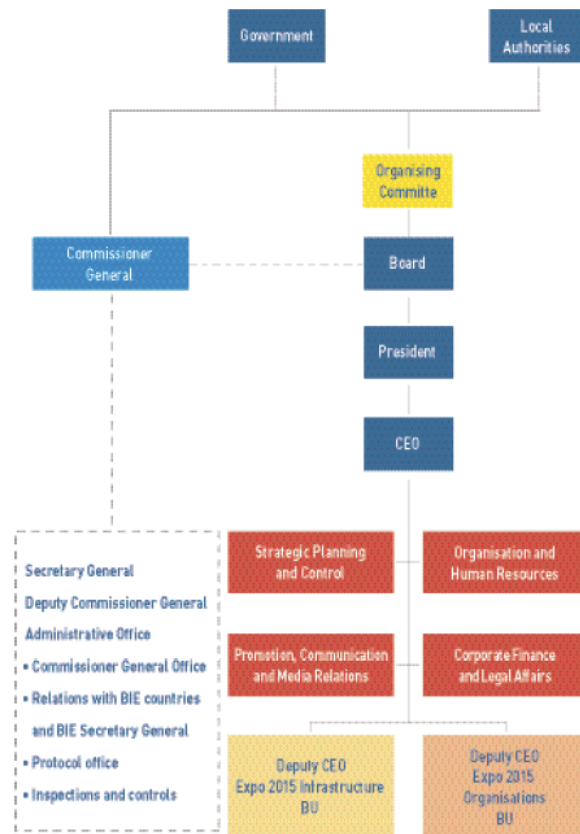 Government
Local
Authorities
Organising
Committe
Commissioner
General
Board
President
CEO
Secretary General
Deputy Commissioner General
Administrative Office
• Commissioner General Office
• Relations with BIE countries
and BIE Secretary General
• Protocol office
• Inspections and controls
Strategic Planning
and Control
Organisation and
Human Resources
Promotion, Communication
and Media Relations
Corporate Finance
and Legal Affairs
Deputy CEO
Expo 2015 Infrastructure
BU
Deputy CEO
Expo 2015
Organisations
BU